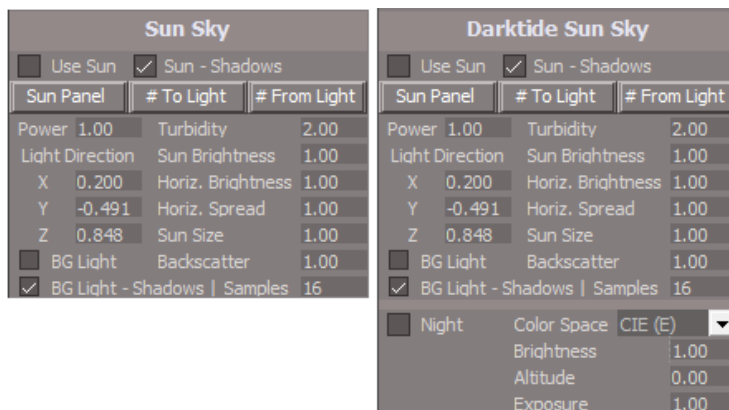 Sun Sky
Use Sun Sun - Shadows
Sun Panel # To Light # From Light
Power 1.00 Turbidity 2.00
Light Direction Sun Brightness 1.00
X 0.200 Horiz. Brightness 1.00
Y -0.491 Horiz. Spread 1.00
Z 0.848 Sun Size 1.00
BG Light Backscatter 1.00
BG Light - Shadows | Samples 16
Darktide Sun Sky
Use Sun Sun - Shadows
Sun Panel # To Light # From Light
Power 1.00 Turbidity 2.00
Light Direction Sun Brightness 1.00
X 0.200 Horiz. Brightness 1.00
Y -0.491 Horiz. Spread 1.00
Z 0.848 Sun Size 1.00
BG Light Backscatter 1.00
BG Light - Shadows | Samples 16
Night Color Space CIE (E)
Brightness 1.00
Altitude 0.00
Exposure 1.00